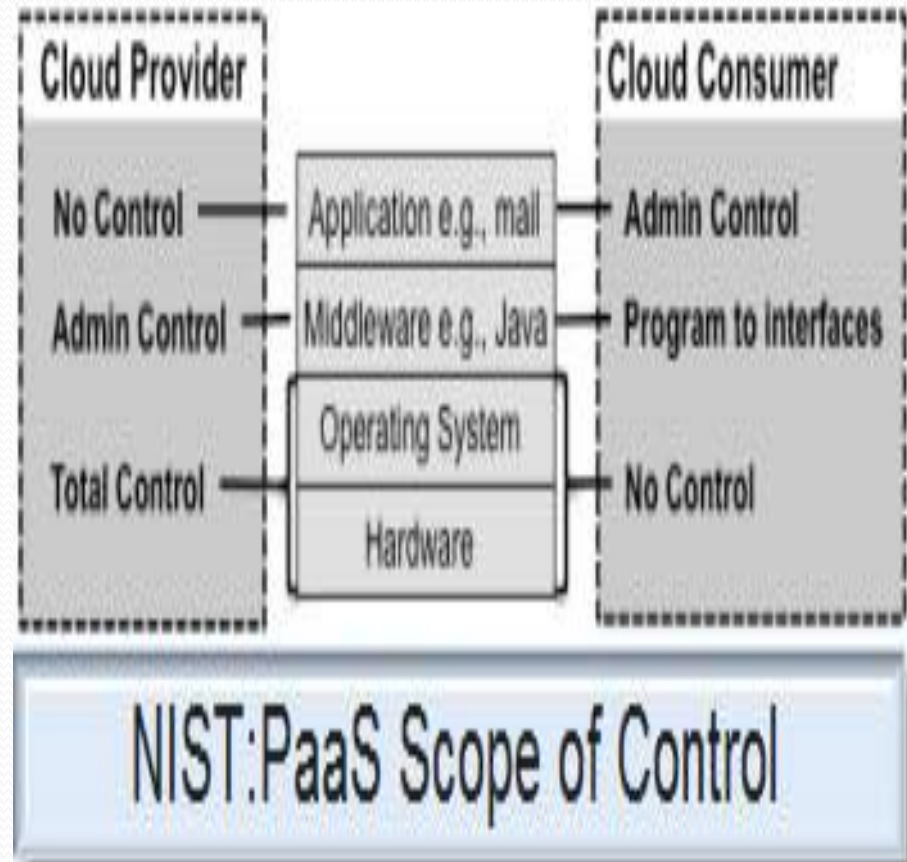 Cloud Provider
Cloud Consumer
No Control
Application e.g., mail
Admin Control
Admin Control
Middleware e.g., Java
Program to interfaces
Total Control
Operating System
Hardware
No Control
NIST:PaaS Scope of Control